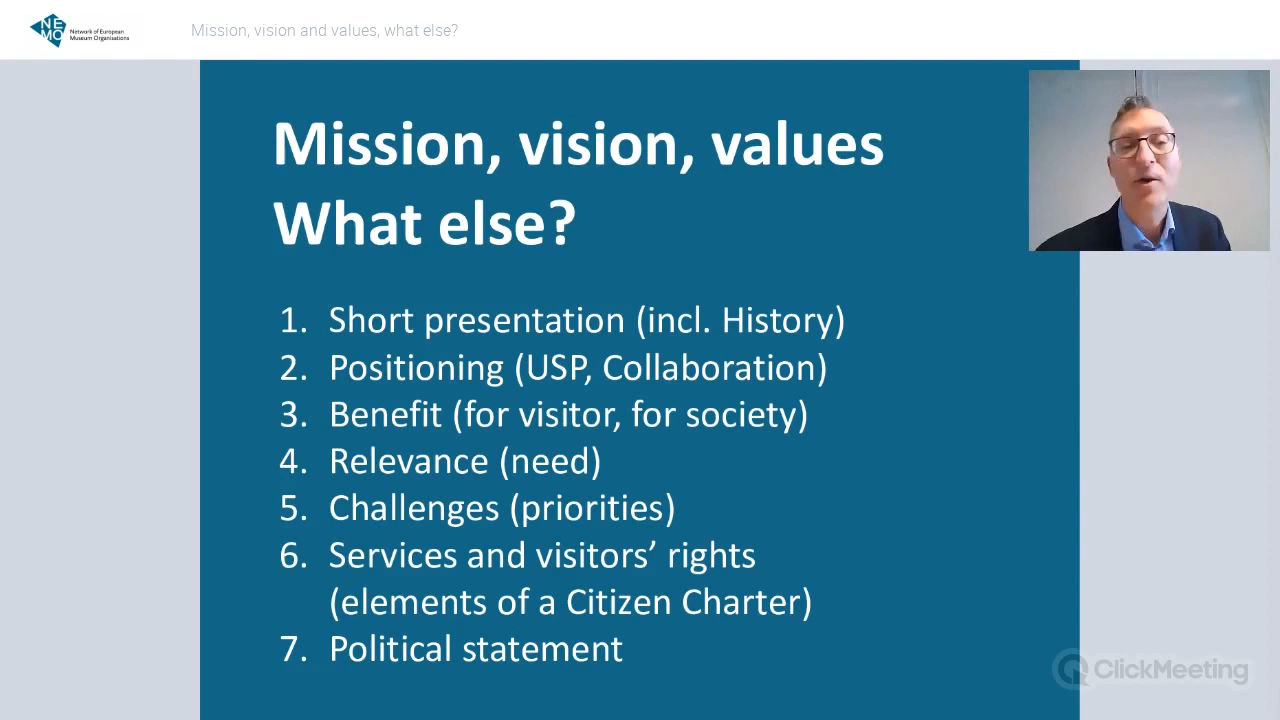 NE
MO
Network of European
Museum Organisations
Mission, vision and values, what else?
Mission, vision, values
What else?
1. Short presentation (incl. History)
2. Positioning (USP, Collaboration)
3. Benefit (for visitor, for society)
4. Relevance (need)
5. Challenges (priorities)
6. Services and visitors’ rights
(elements of a Citizen Charter)
7. Political statement
ClickMeeting